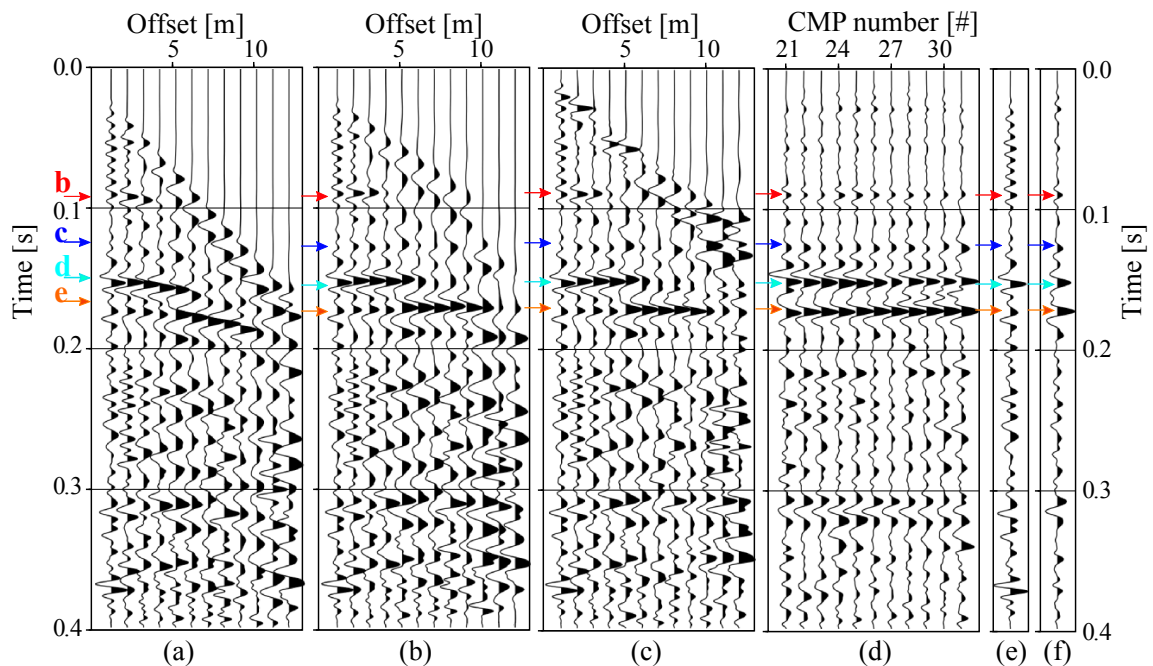 Offset [m] Offset [m] Offset [m] CMP number [#]
5 10 5 10 5 10 21 24 27 30
0.0 0.0
b
0.1 0.1
c
d
e
Time [s] Time [s]
0.2 0.2
0.3 0.3
0.4 0.4
(a) (b) (c) (d) (e) (f)